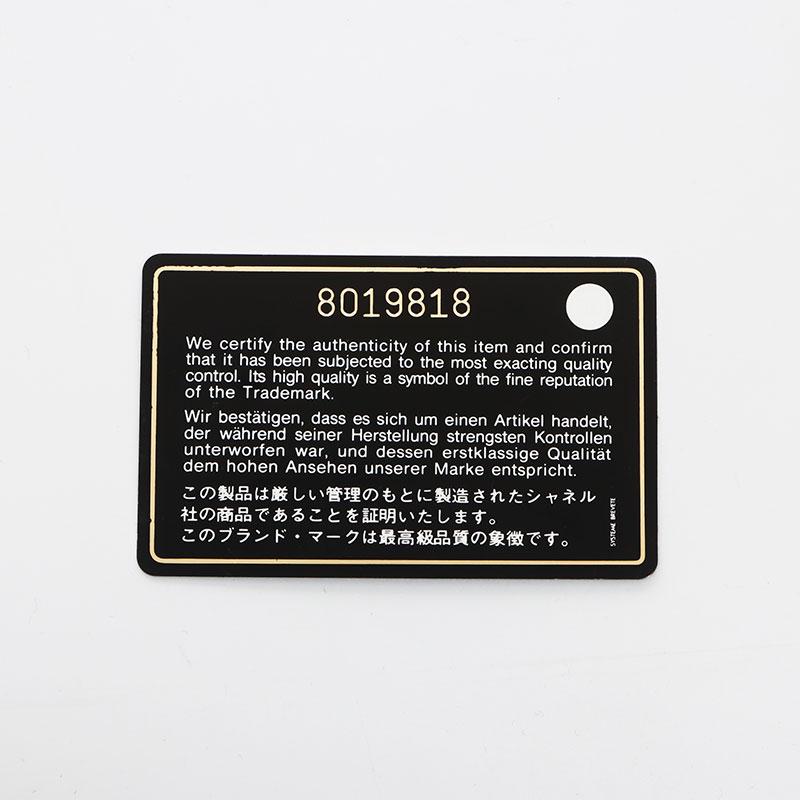 8019818
We certify the authenticity of this item and confirm
that it has been subjected to the most exacting quality
control. Its high quality is a symbol of the fine reputation
of the Trademark.
Wir bestätigen, dass es sich um einen Artikel handelt,
der während seiner Herstellung strengsten Kontrollen
unterworfen war, und dessen erstklassige Qualität
dem hohen Ansehen unserer Marke entspricht.
この製品は厳しい管理のもとに製造されたシャネル
社の商品であることを証明いたします。
このブランド・マークは最高級品質の象徴です。
SYSTEME BREVETE